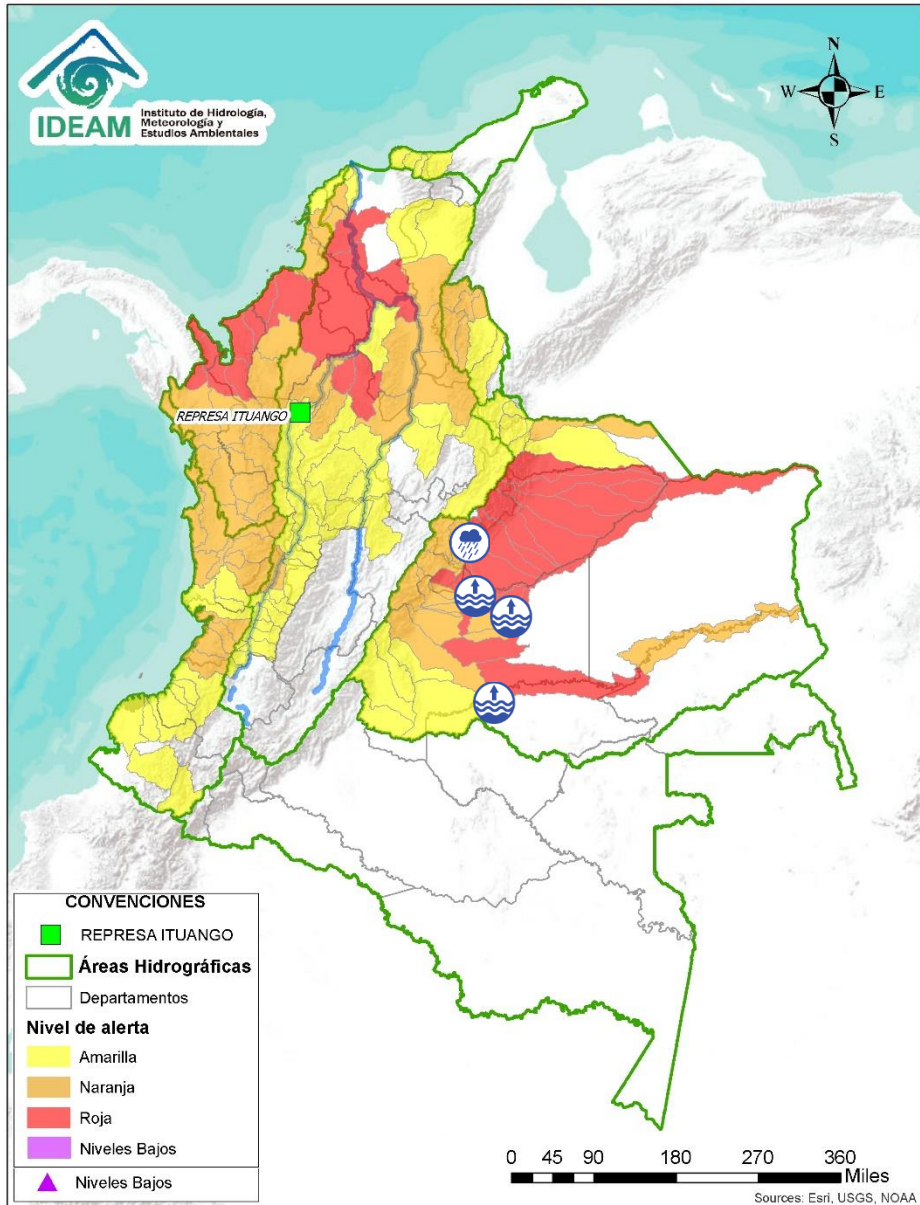 IDEAM
Instituto de Hidrología,
Meteorología y
Estudios Ambientales
N
W
E
S
REPRESA ITUANGO
CONVENCIONES
REPRESA ITUANGO
Áreas Hidrográficas
Departamentos
Nivel de alerta
Amarilla
Naranja
Roja
Niveles Bajos
Niveles Bajos
0 45 90 180 270 360
Miles
Sources: Esri, USGS, NOAA